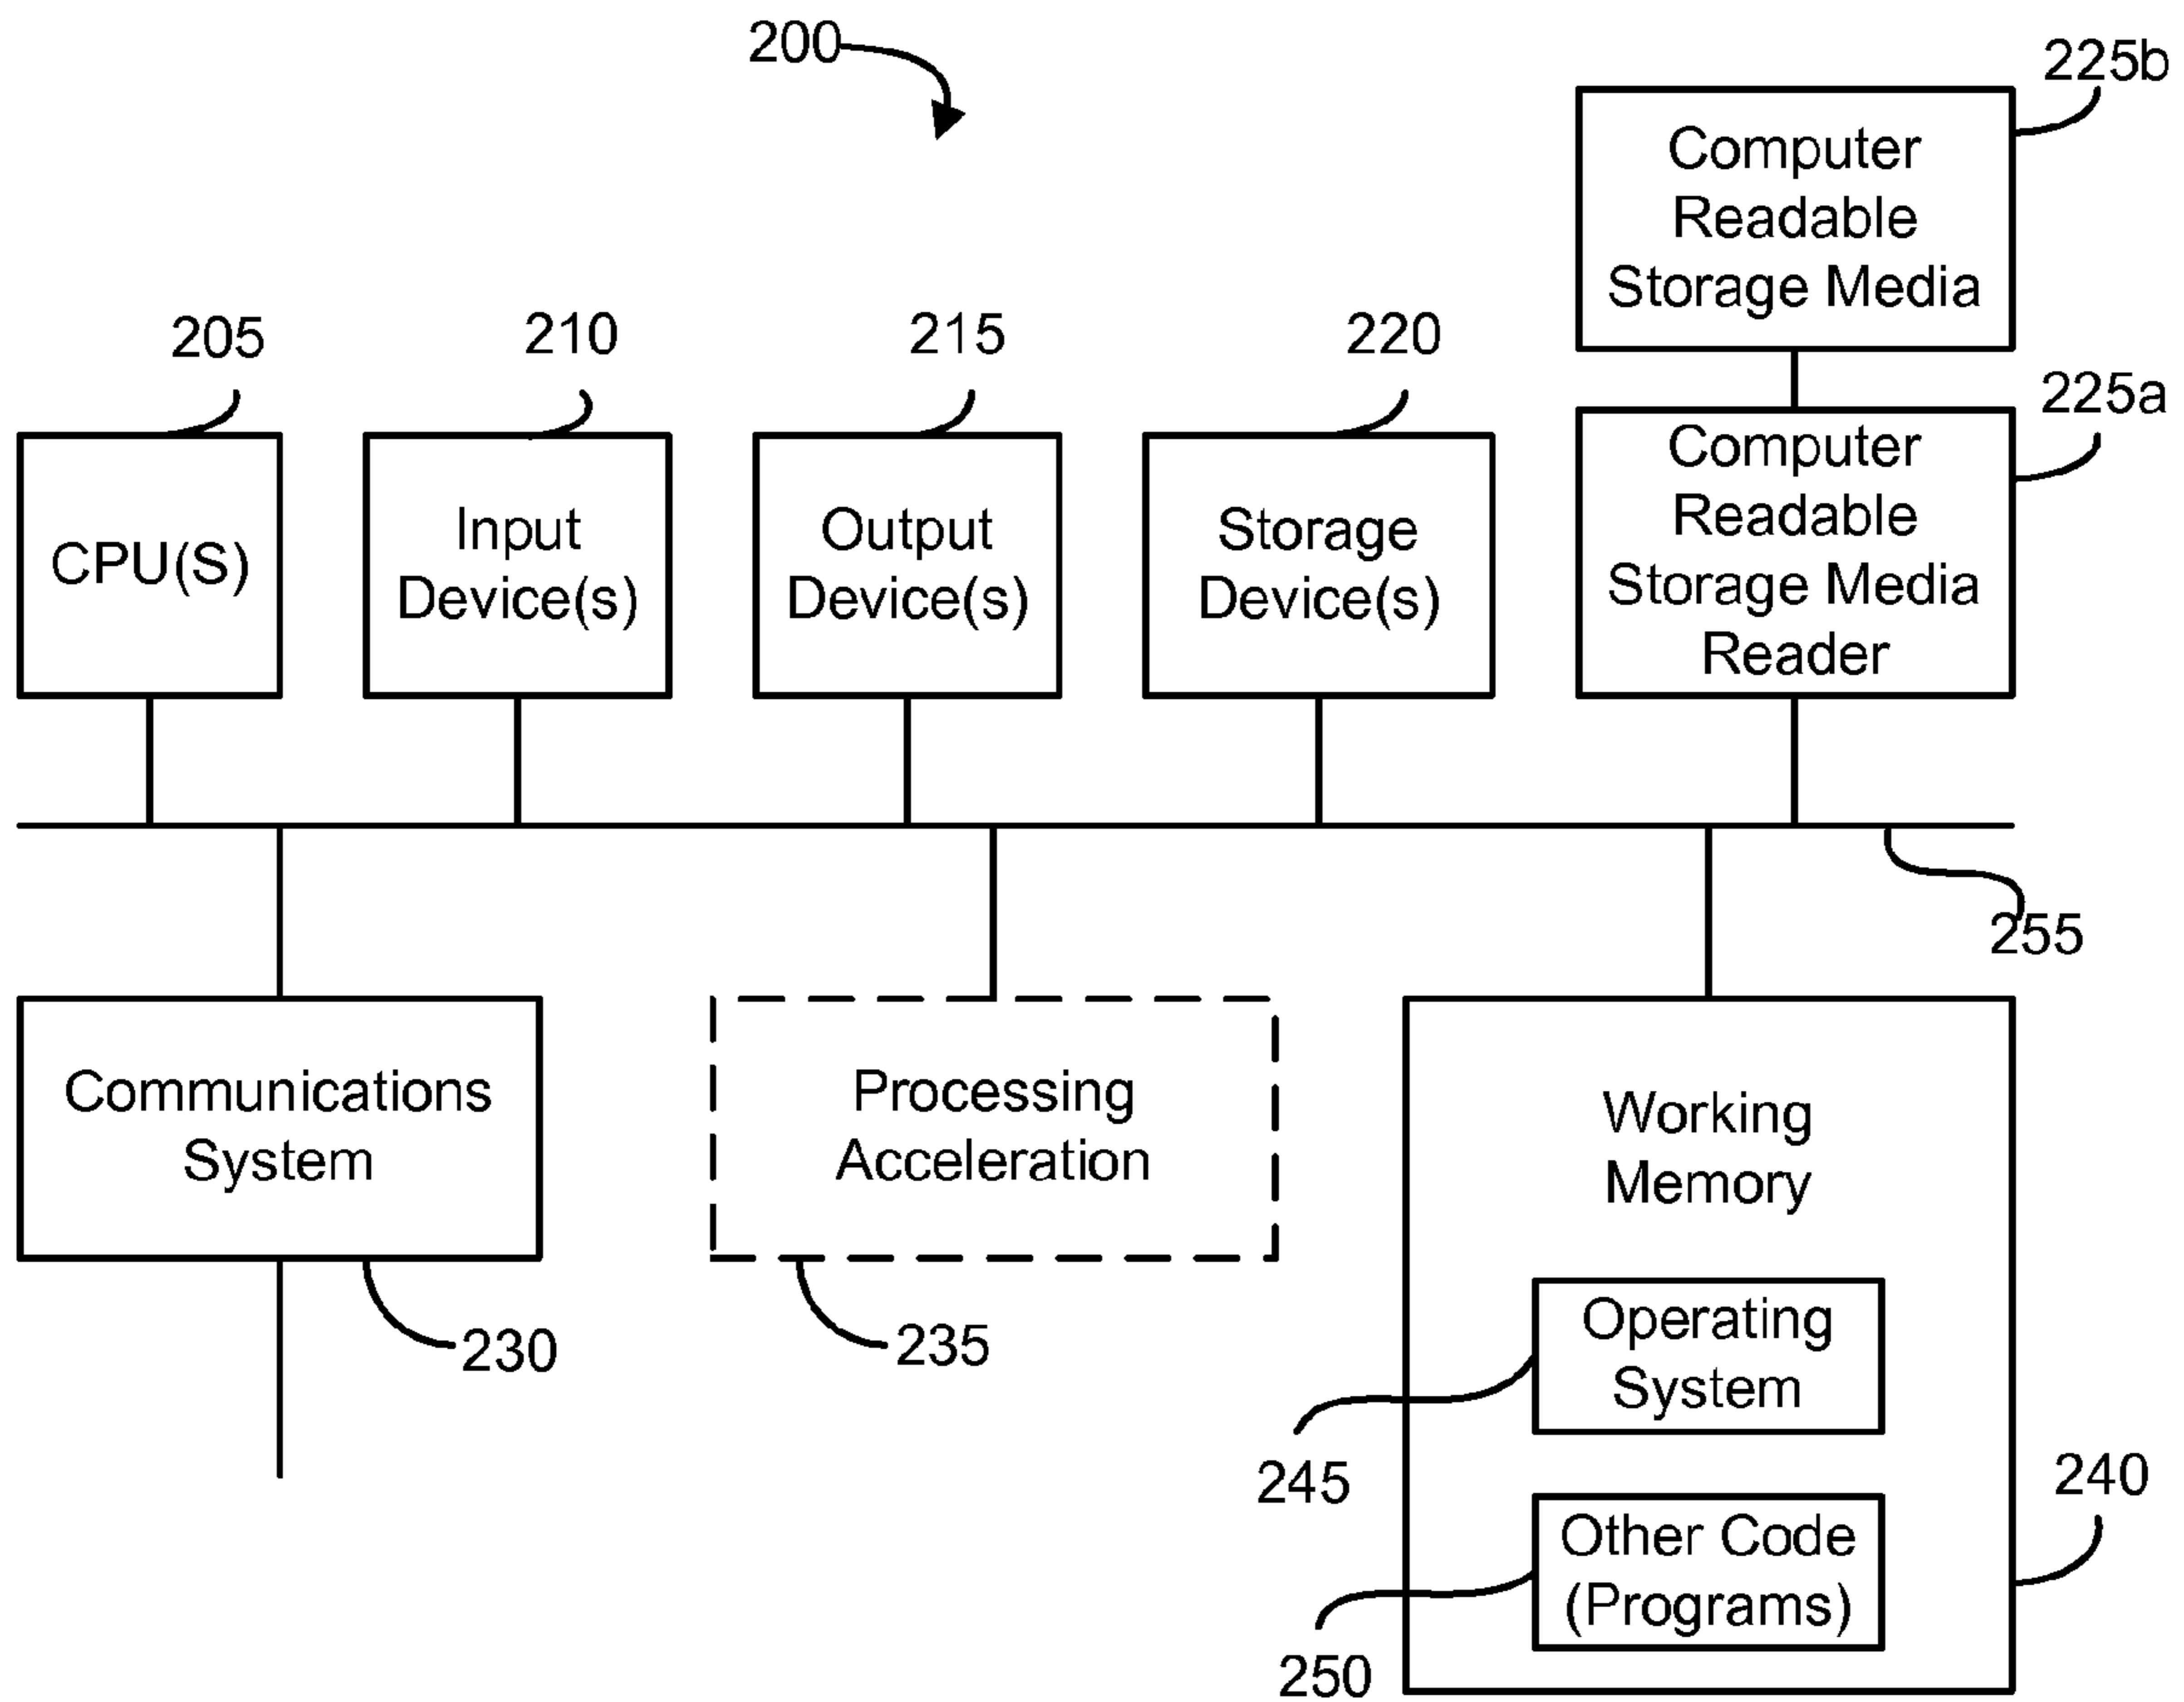 200
225b
Computer
Readable
Storage Media
205
210
215
220
225a
CPU(S)
Input
Device(s)
Output
Device(s)
Storage
Device(s)
Computer
Readable
Storage Media
Reader
255
Communications
System
230
Processing
Acceleration
235
Working
Memory
Operating
System
245
240
Other Code
(Programs)
250